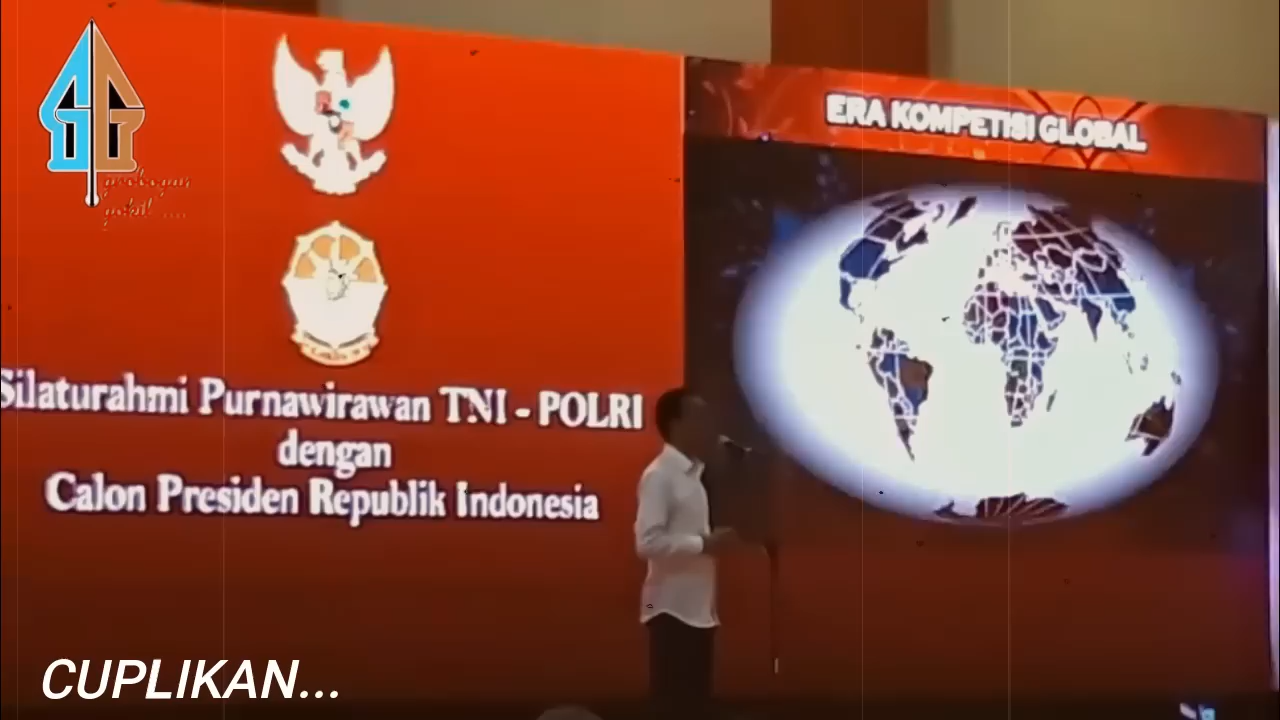 ERA KOMPETISI GLOBAL
Silaturahmi Purnawirawan TNI - POLRI
dengan
Calon Presiden Republik Indonesia
CUPLIKAN...